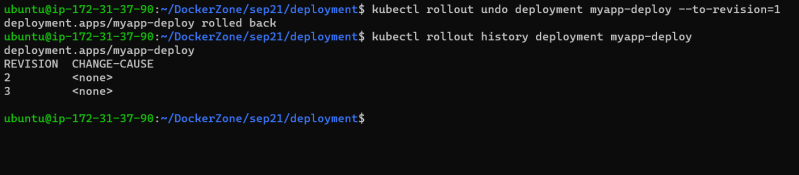 ubuntu@ip-172-31-37-90:~/DockerZone/sep21/deployment$ kubectl rollout undo deployment myapp-deploy --to-revision=1
deployment.apps/myapp-deploy rolled back
ubuntu@ip-172-31-37-90:~/DockerZone/sep21/deployment$ kubectl rollout history deployment myapp-deploy
deployment.apps/myapp-deploy
REVISION  CHANGE-CAUSE
2         <none>
3         <none>
ubuntu@ip-172-31-37-90:~/DockerZone/sep21/deployment$